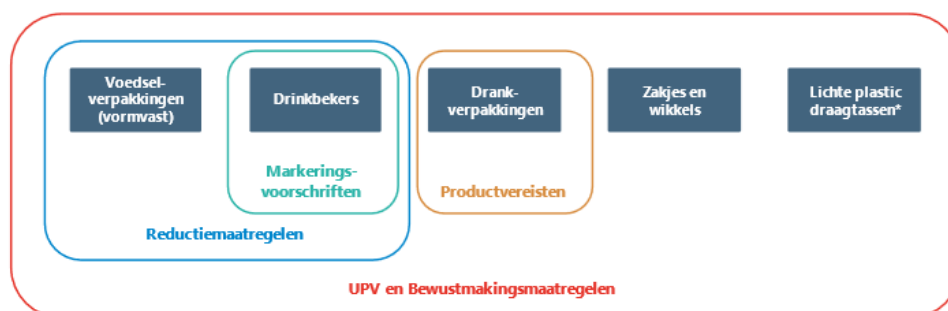 Voedsel-
verpakkingen
(vormvast)
Drinkbekers
Drank-
verpakkingen
Zakjes en
wikkels
Lichte plastic
draagtassen*
Markerings-
voorschriften
Productvereisten
Reductiemaatregelen
UPV en Bewustmakingsmaatregelen